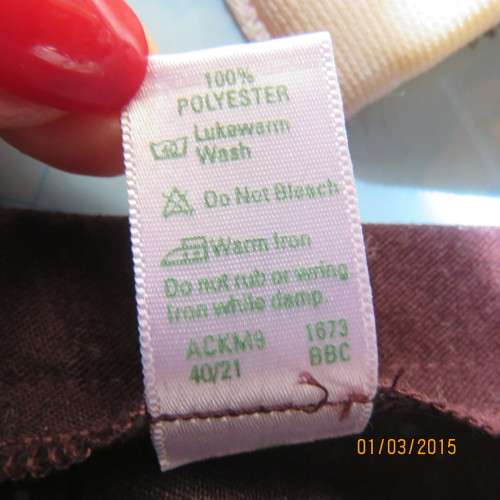 100%
POLYESTER
40 Lukewarm
Wash
Do Not Bleach
Warm Iron
Do not rub or wring
Iron while damp.
ACKM9 1673
40/21 BBC
01/03/2015